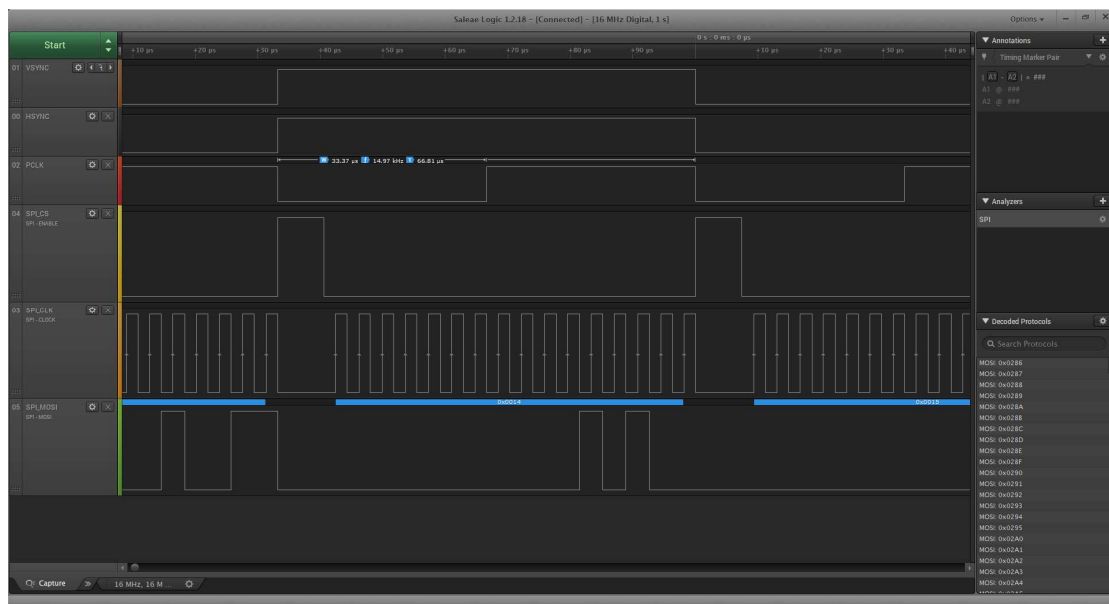 Saleae Logic 1.2.18 - [Connected] - [16 MHz Digital, 1 s]
Options
Start
0 s : 0 ms : 0 µs
+10 µs
+20 µs
+30 µs
+40 µs
+50 µs
+60 µs
+70 µs
+80 µs
+90 µs
+10 µs
+20 µs
+30 µs
+40 µs
01 VSYNC
00 HSYNC
02 PCLK
W 33.37 µs f 14.97 kHz T 66.81 µs
04 SPI_CS
SPI - ENABLE
03 SPI_CLK
SPI - CLOCK
05 SPI_MOSI
SPI - MOSI
0x0014
0x0015
Annotations
Timing Marker Pair
| A1 - A2 | = ###
A1 @ ###
A2 @ ###
Analyzers
SPI
Decoded Protocols
Search Protocols
MOSI: 0x0286
MOSI: 0x0287
MOSI: 0x0288
MOSI: 0x0289
MOSI: 0x028A
MOSI: 0x028B
MOSI: 0x028C
MOSI: 0x028D
MOSI: 0x028E
MOSI: 0x028F
MOSI: 0x0290
MOSI: 0x0291
MOSI: 0x0292
MOSI: 0x0293
MOSI: 0x0294
MOSI: 0x0295
MOSI: 0x02A0
MOSI: 0x02A1
MOSI: 0x02A2
MOSI: 0x02A3
MOSI: 0x02A4
Capture
16 MHz, 16 M ...